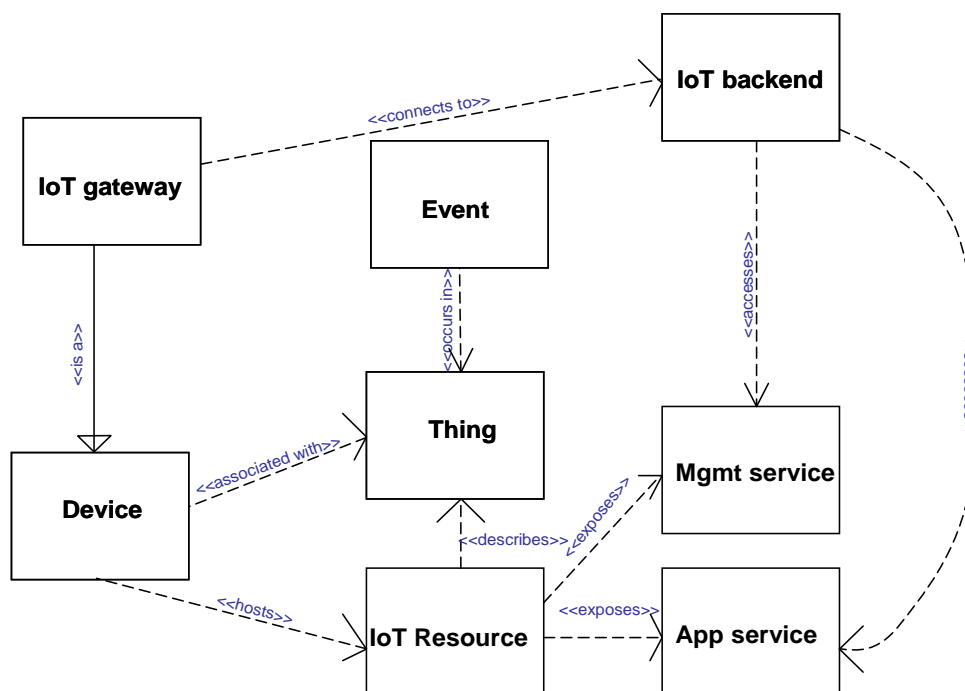 IoT backend
<<connects to>>
IoT gateway
Event
<<accesses>>
<<occurs in>>
<<is a>>
Thing
<<associated with>>
Mgmt service
Device
<<describes>>
<<exposes>>
<<hosts>>
IoT Resource
<<exposes>>
App service